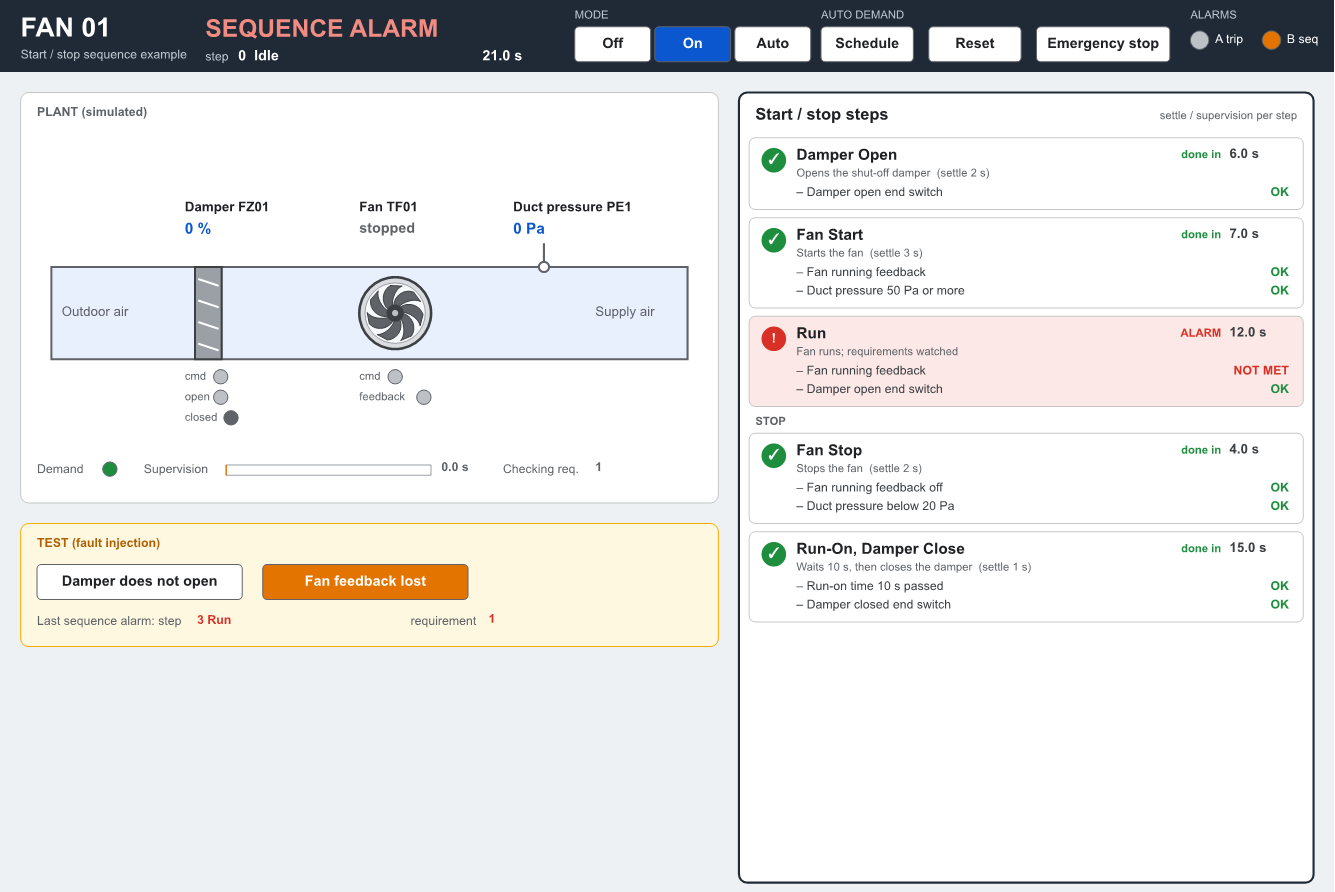 FAN 01
Start / stop sequence example
SEQUENCE ALARM
step 0 Idle 21.0 s
MODE
Off On Auto
AUTO DEMAND
Schedule Reset Emergency stop
ALARMS
A trip B seq
PLANT (simulated)
Damper FZ01
0 %
Fan TF01
stopped
Duct pressure PE1
0 Pa
Outdoor air
Supply air
cmd
open
closed
cmd
feedback
Demand Supervision 0.0 s Checking req. 1
TEST (fault injection)
Damper does not open Fan feedback lost
Last sequence alarm: step 3 Run requirement 1
Start / stop steps settle / supervision per step
✓ Damper Open done in 6.0 s
Opens the shut-off damper (settle 2 s)
– Damper open end switch OK
✓ Fan Start done in 7.0 s
Starts the fan (settle 3 s)
– Fan running feedback OK
– Duct pressure 50 Pa or more OK
! Run ALARM 12.0 s
Fan runs; requirements watched
– Fan running feedback NOT MET
– Damper open end switch OK
STOP
✓ Fan Stop done in 4.0 s
Stops the fan (settle 2 s)
– Fan running feedback off OK
– Duct pressure below 20 Pa OK
✓ Run-On, Damper Close done in 15.0 s
Waits 10 s, then closes the damper (settle 1 s)
– Run-on time 10 s passed OK
– Damper closed end switch OK